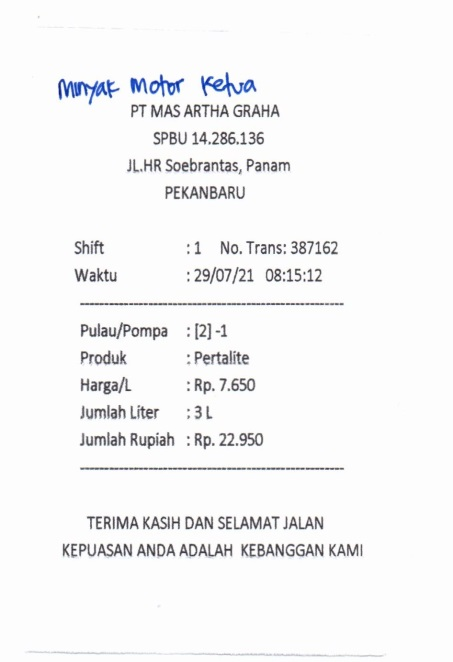 Minyak Motor Ketua
PT MAS ARTHA GRAHA
SPBU 14.286.136
JL.HR Soebrantas, Panam
PEKANBARU
Shift : 1 No. Trans: 387162
Waktu : 29/07/21 08:15:12
--------------------------------------------------
Pulau/Pompa : [2] -1
Produk : Pertalite
Harga/L : Rp. 7.650
Jumlah Liter : 3 L
Jumlah Rupiah : Rp. 22.950
--------------------------------------------------
TERIMA KASIH DAN SELAMAT JALAN
KEPUASAN ANDA ADALAH KEBANGGAN KAMI